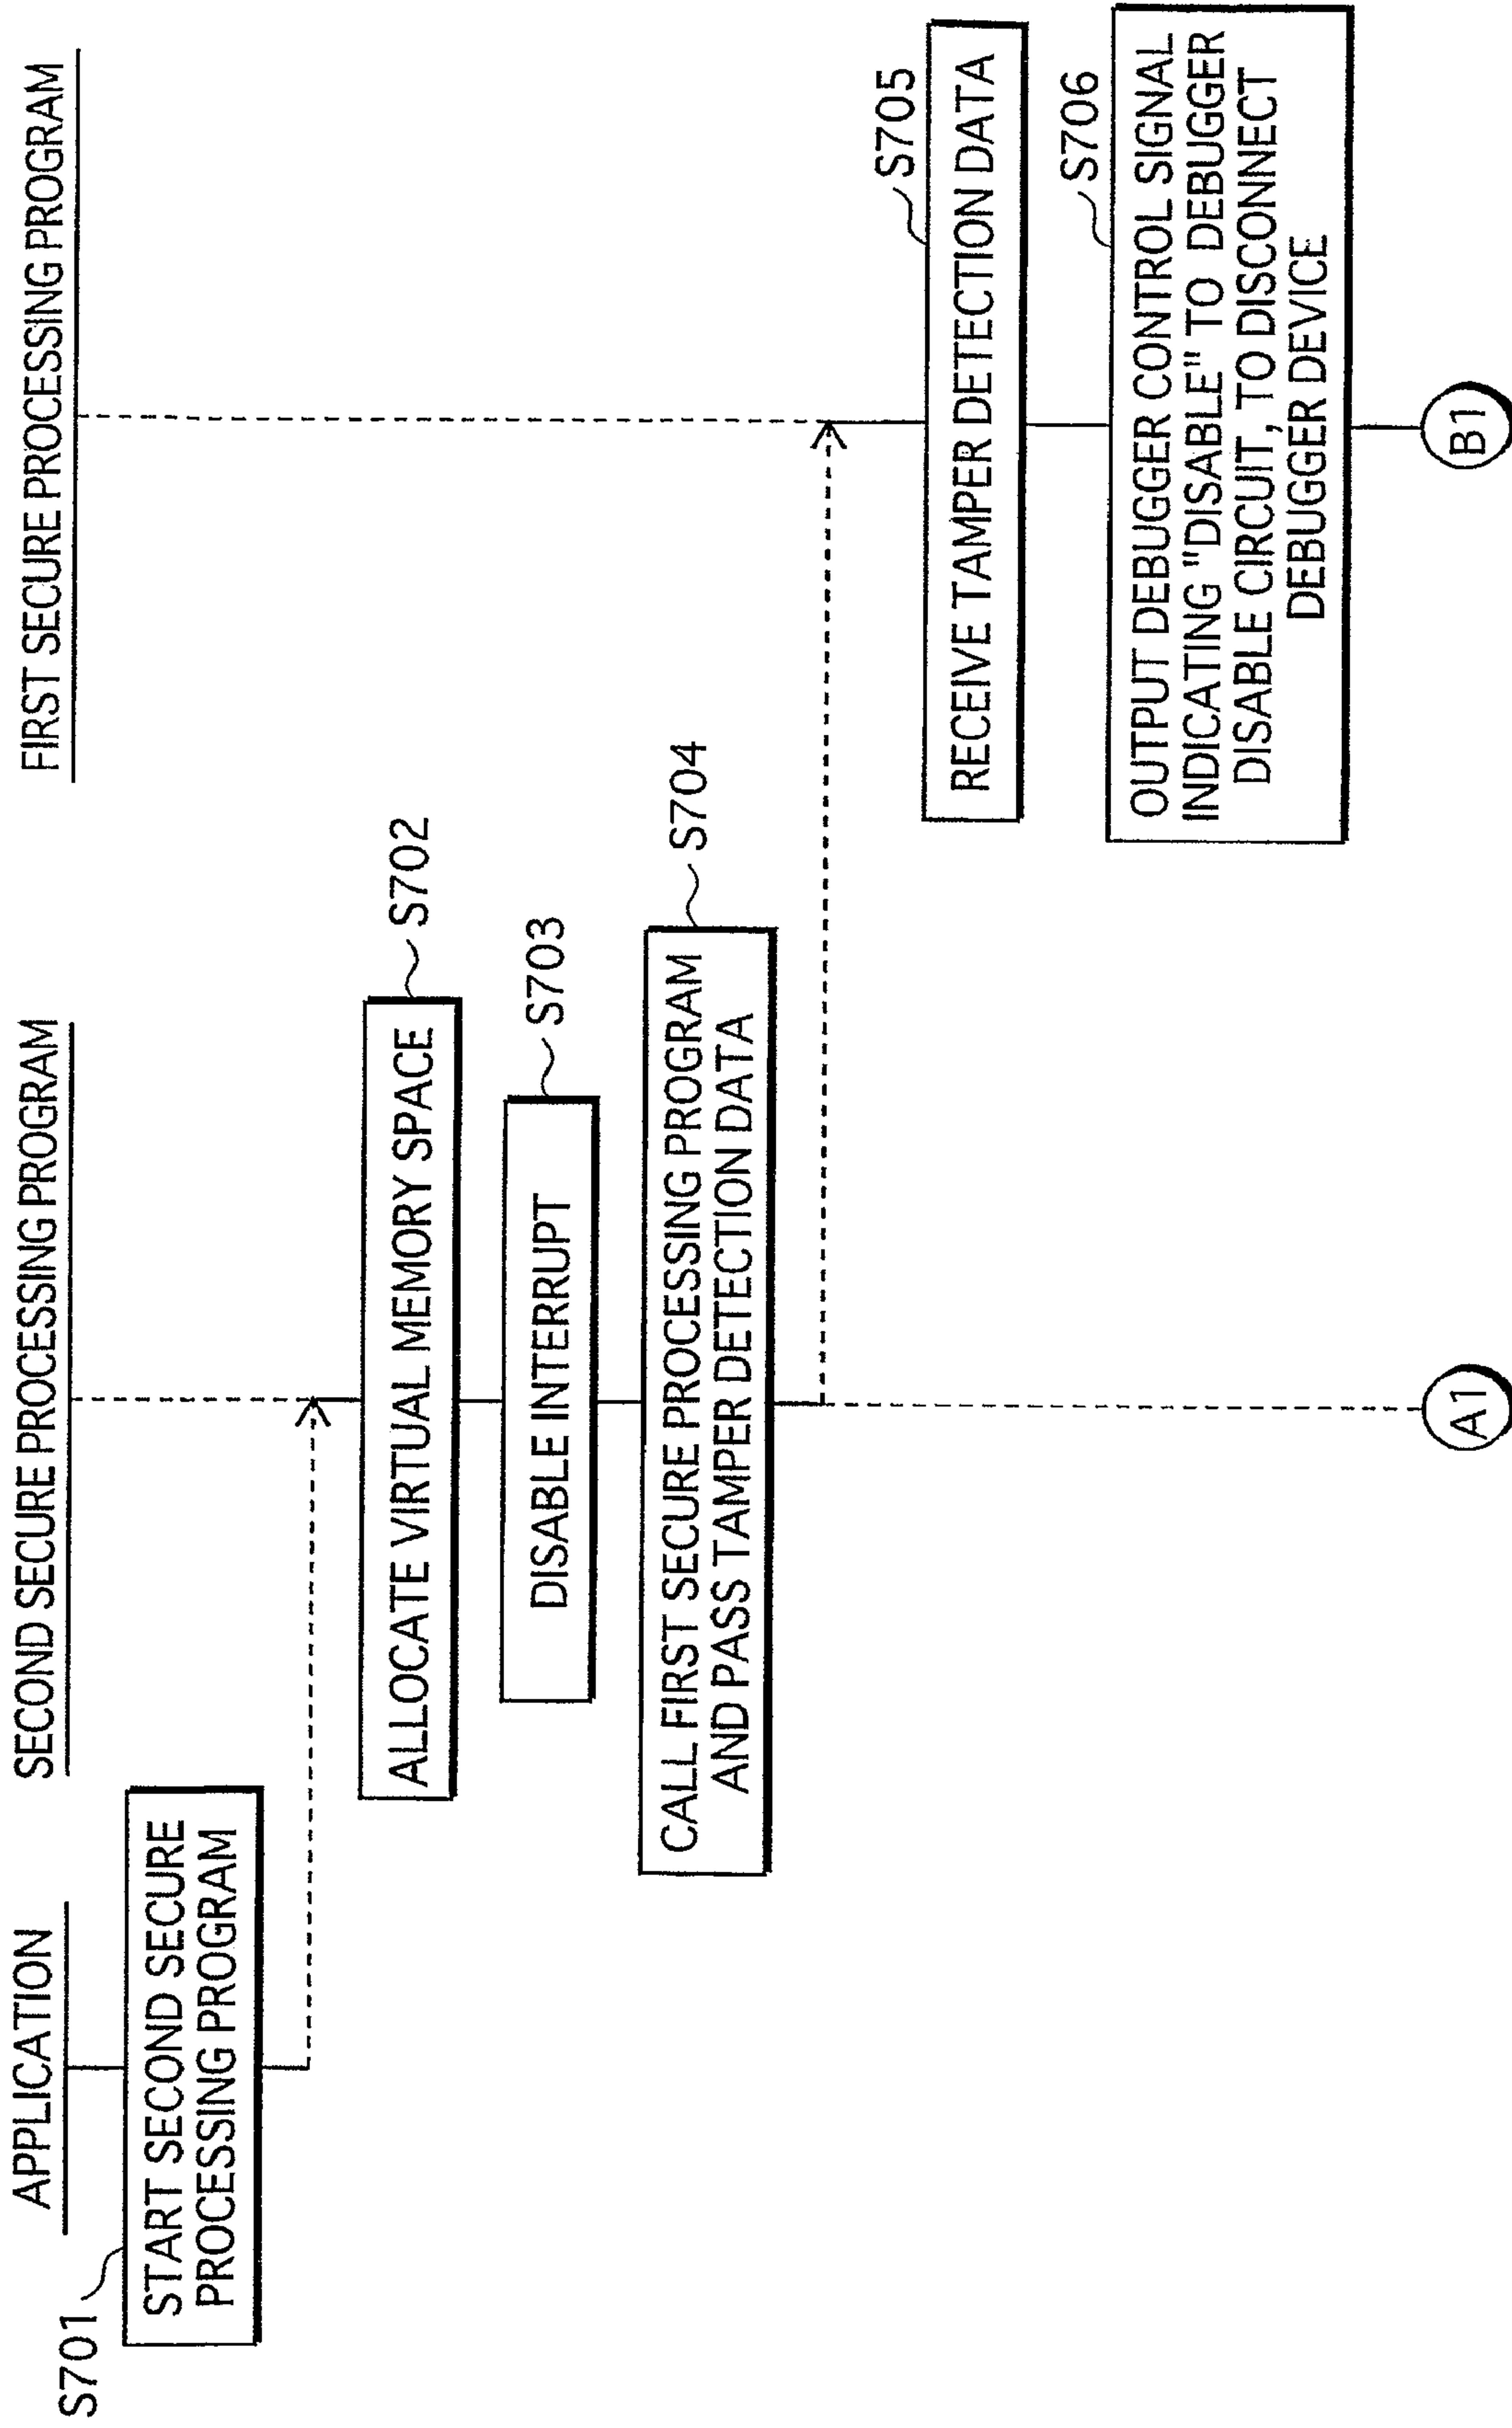 APPLICATION
SECOND SECURE PROCESSING PROGRAM
FIRST SECURE PROCESSING PROGRAM
S701
START SECOND SECURE
PROCESSING PROGRAM
S702
ALLOCATE VIRTUAL MEMORY SPACE
S703
DISABLE INTERRUPT
S704
CALL FIRST SECURE PROCESSING PROGRAM
AND PASS TAMPER DETECTION DATA
S705
RECEIVE TAMPER DETECTION DATA
S706
OUTPUT DEBUGGER CONTROL SIGNAL
INDICATING "DISABLE" TO DEBUGGER
DISABLE CIRCUIT, TO DISCONNECT
DEBUGGER DEVICE
A1
B1